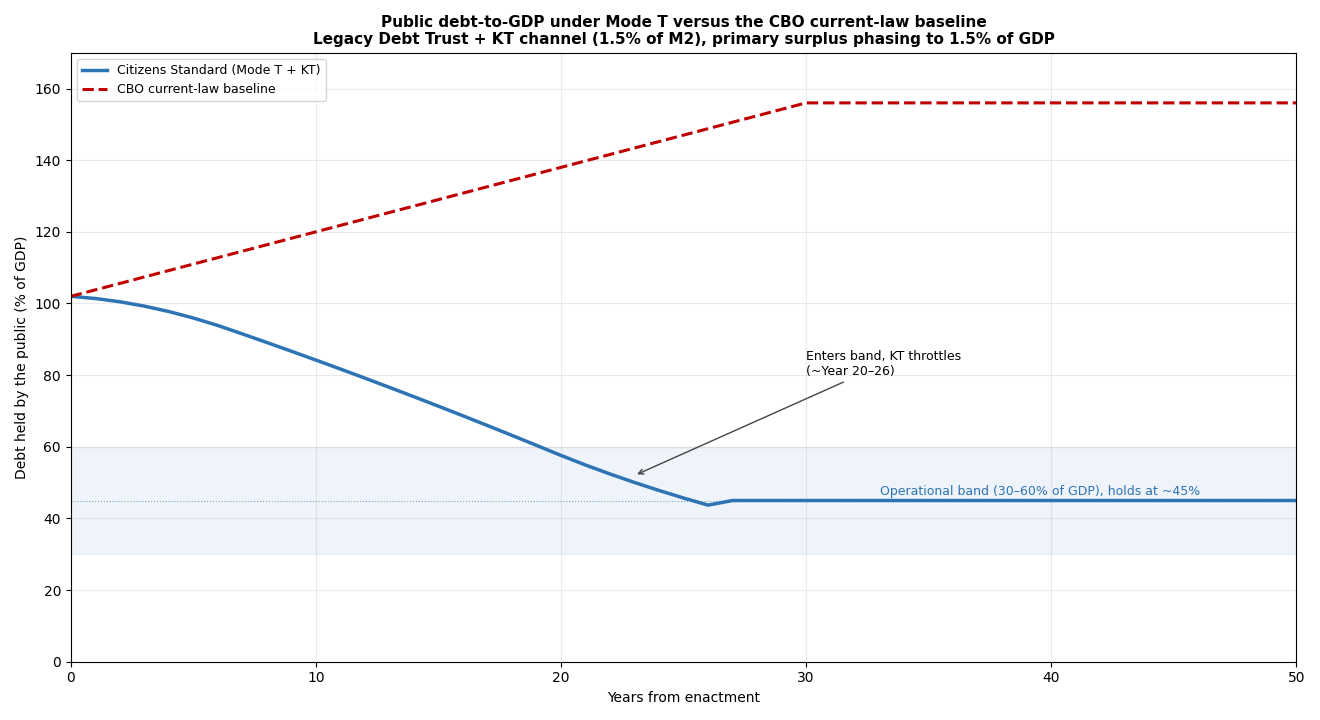 Public debt-to-GDP under Mode T versus the CBO current-law baseline
Legacy Debt Trust + KT channel (1.5% of M2), primary surplus phasing to 1.5% of GDP
Citizens Standard (Mode T + KT)
CBO current-law baseline
Debt held by the public (% of GDP)
160
140
120
100
80
60
40
20
0
Enters band, KT throttles
(~Year 20–26)
Operational band (30–60% of GDP), holds at ~45%
0
10
20
30
40
50
Years from enactment